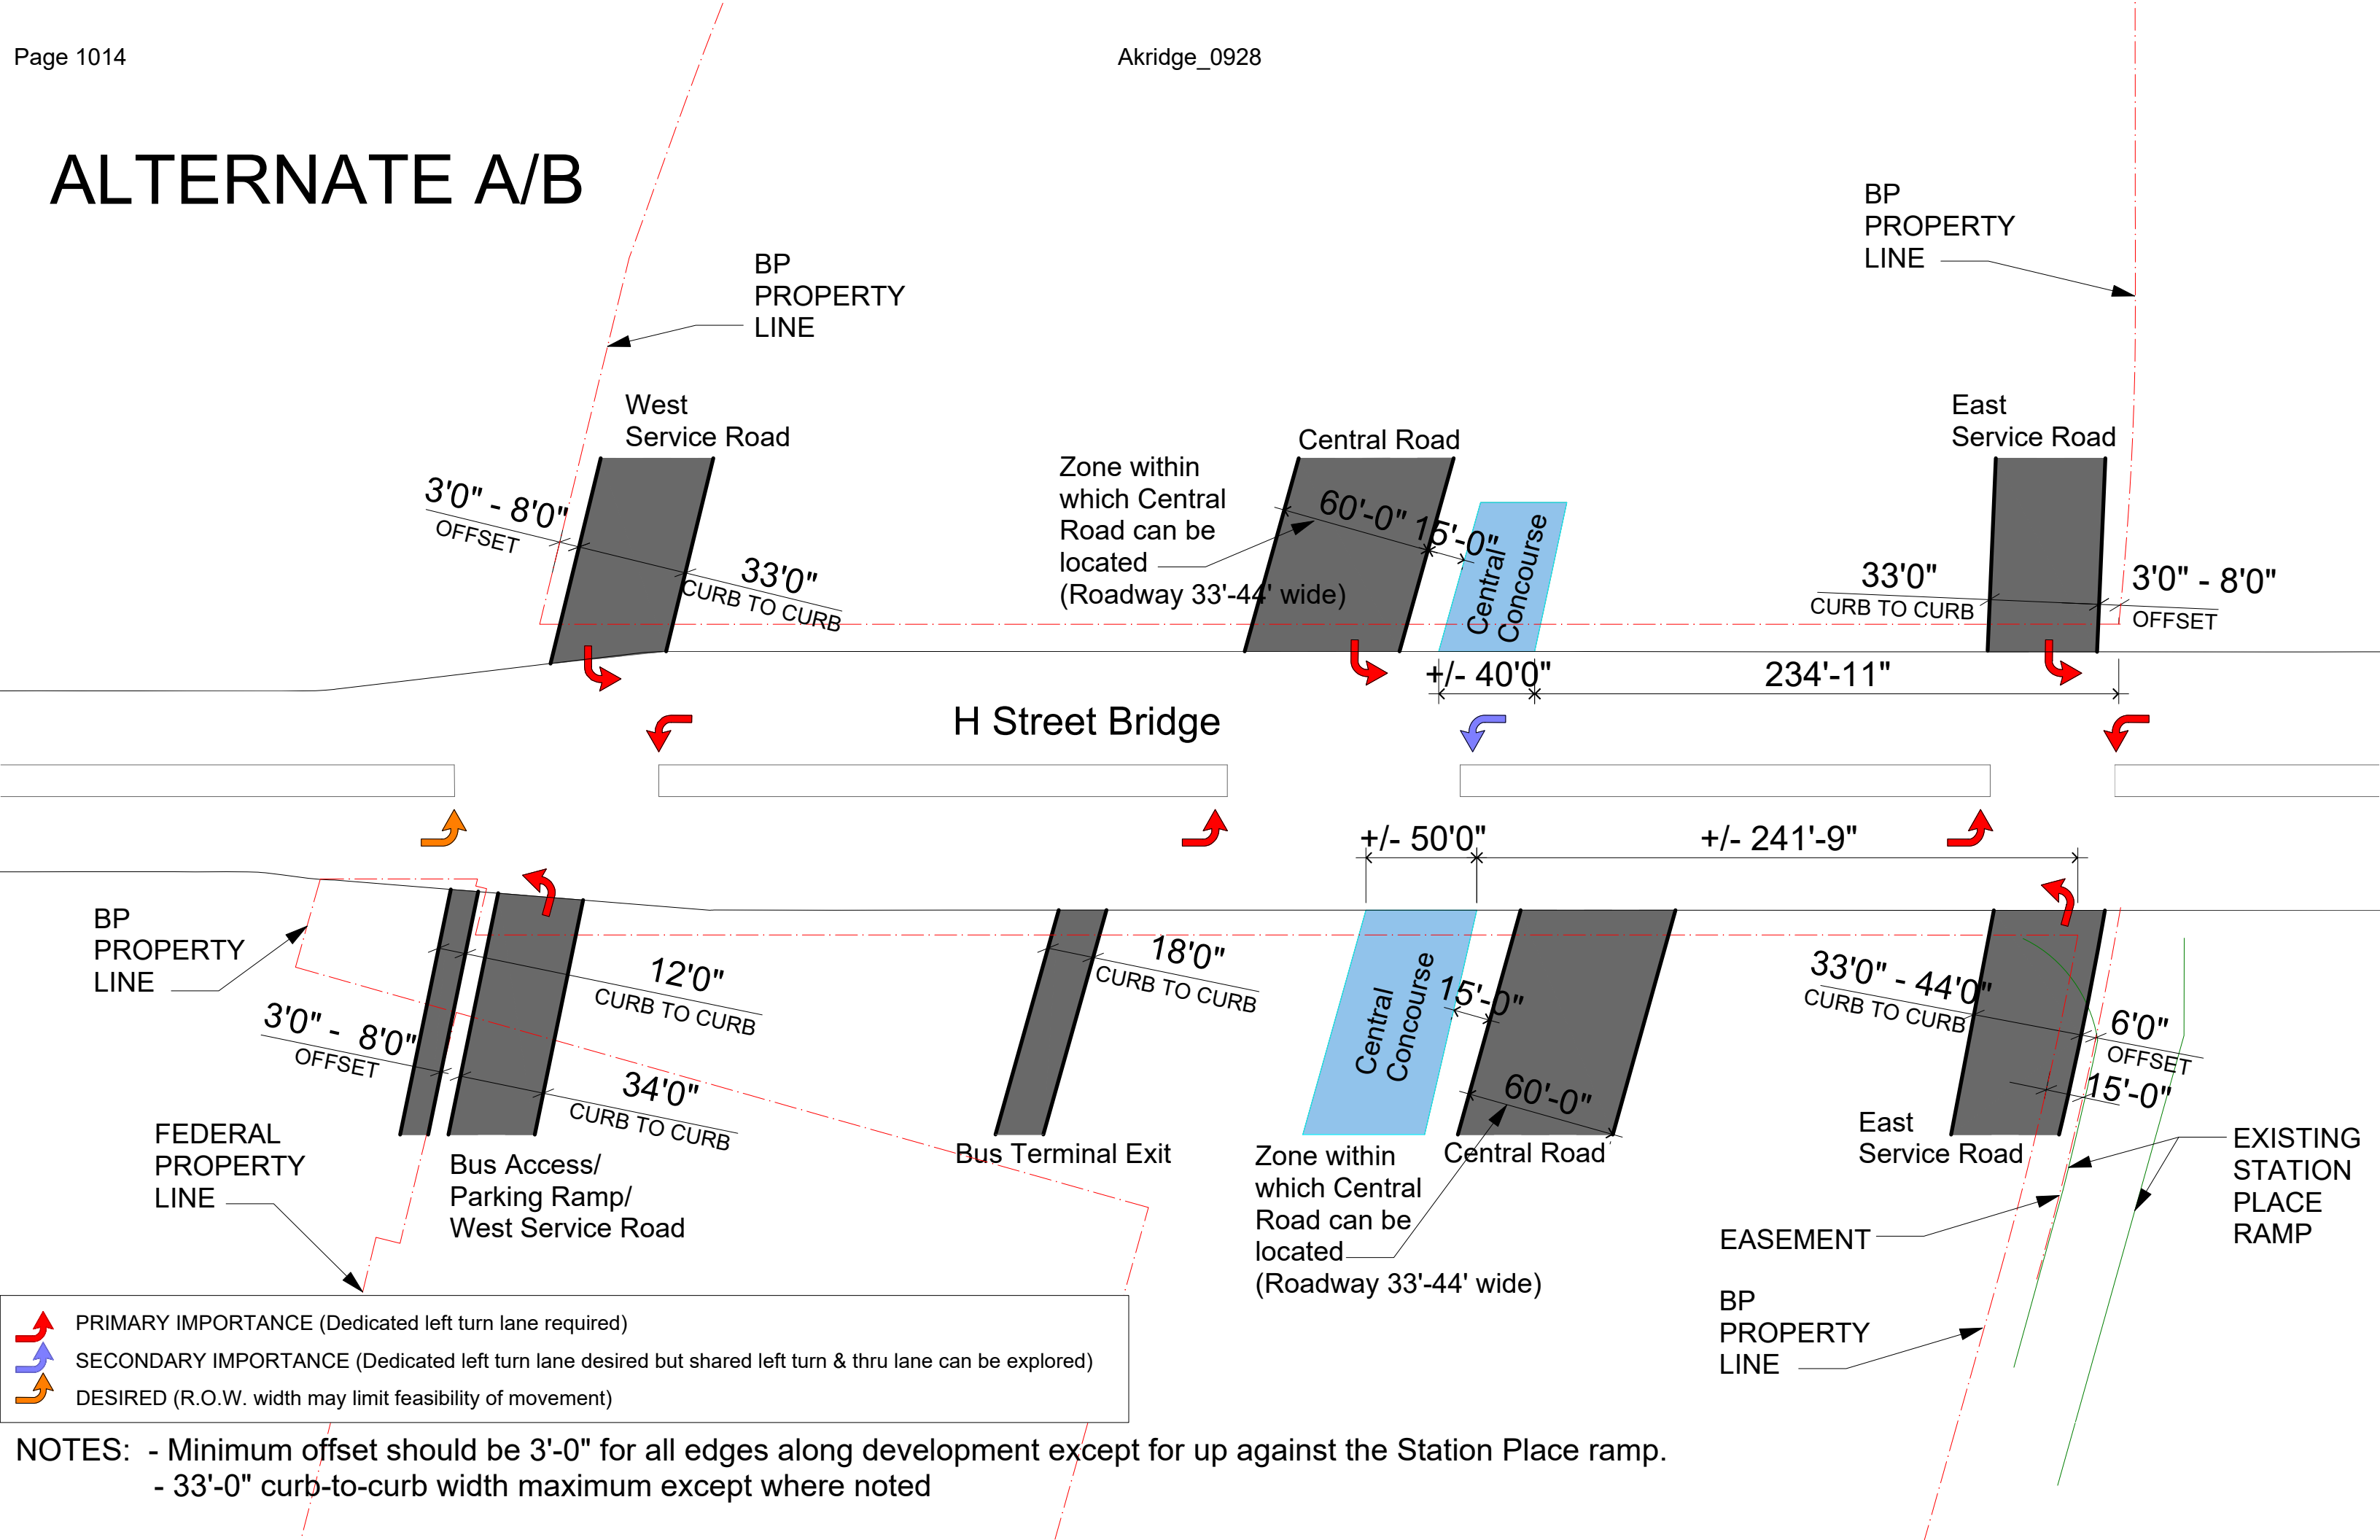 Page 1014
Akridge_0928
ALTERNATE A/B
BP
PROPERTY
LINE
BP
PROPERTY
LINE
West
Service Road
Central Road
East
Service Road
Zone within
which Central
Road can be
located
(Roadway 33'-44' wide)
3'0" - 8'0"
OFFSET
33'0"
CURB TO CURB
60'-0"
15'-0"
Central
Concourse
33'0"
CURB TO CURB
3'0" - 8'0"
OFFSET
+/- 40'0"
234'-11"
H Street Bridge
+/- 50'0"
+/- 241'-9"
BP
PROPERTY
LINE
12'0"
CURB TO CURB
18'0"
CURB TO CURB
Central
Concourse
15'-0"
33'0" - 44'0"
CURB TO CURB
6'0"
OFFSET
15'-0"
3'0" -  8'0"
OFFSET
34'0"
CURB TO CURB
60'-0"
FEDERAL
PROPERTY
LINE
Bus Access/
Parking Ramp/
West Service Road
Bus Terminal Exit
Zone within
which Central
Road can be
located
(Roadway 33'-44' wide)
Central Road
East
Service Road
EXISTING
STATION
PLACE
RAMP
EASEMENT
BP
PROPERTY
LINE
PRIMARY IMPORTANCE (Dedicated left turn lane required)
SECONDARY IMPORTANCE (Dedicated left turn lane desired but shared left turn & thru lane can be explored)
DESIRED (R.O.W. width may limit feasibility of movement)
NOTES:  - Minimum offset should be 3'-0" for all edges along development except for up against the Station Place ramp.
- 33'-0" curb-to-curb width maximum except where noted